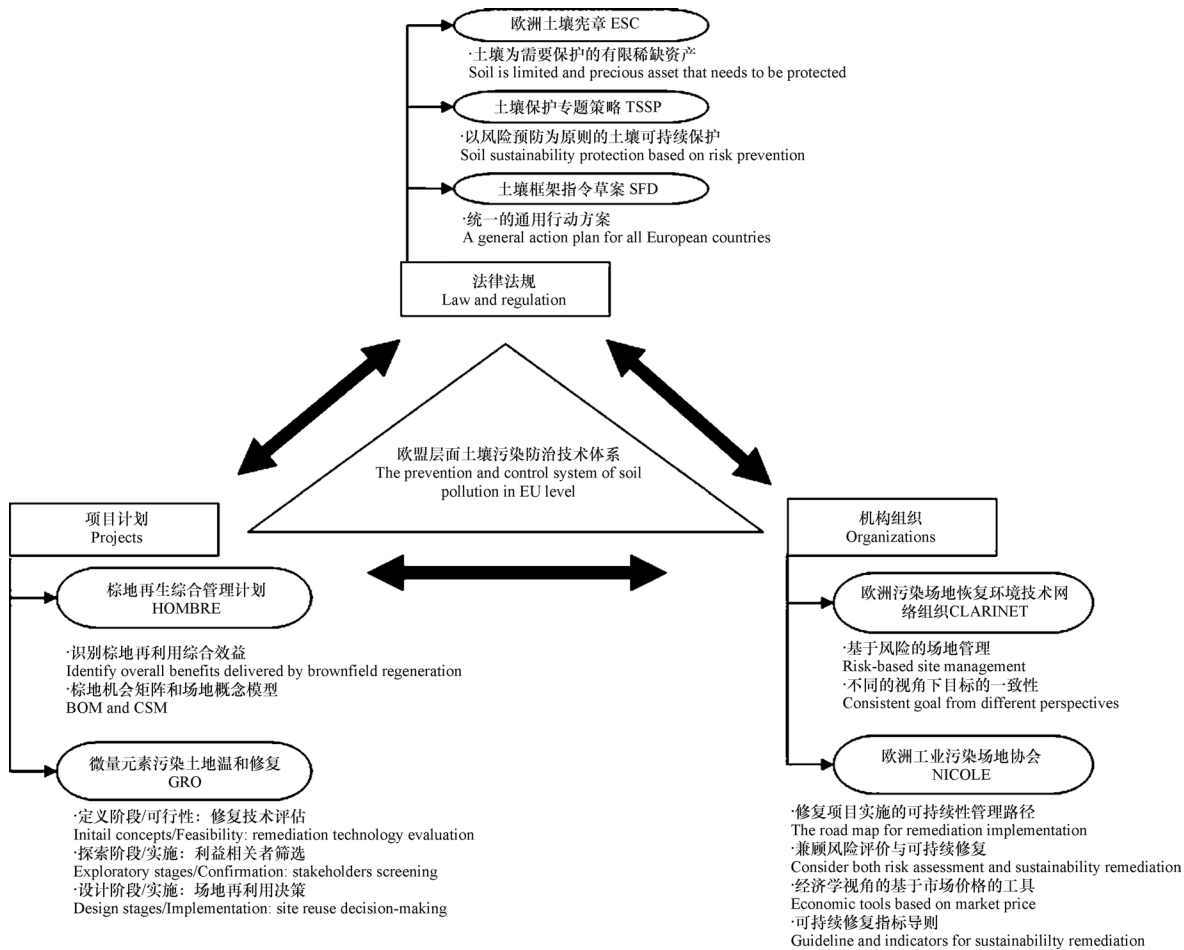 欧洲土壤宪章 ESC
·土壤为需要保护的有限稀缺资产
Soil is limited and precious asset that needs to be protected
土壤保护专题策略 TSSP
·以风险预防为原则的土壤可持续保护
Soil sustainability protection based on risk prevention
土壤框架指令草案 SFD
·统一的通用行动方案
A general action plan for all European countries
法律法规
Law and regulation
欧盟层面土壤污染防治技术体系
The prevention and control system of soil
pollution in EU level
项目计划
Projects
棕地再生综合管理计划
HOMBRE
·识别棕地再利用综合效益
Identify overall benefits delivered by brownfield regeneration
·棕地机会矩阵和场地概念模型
BOM and CSM
微量元素污染土地温和修复
GRO
·定义阶段/可行性：修复技术评估
Initail concepts/Feasibility: remediation technology evaluation
·探索阶段/实施：利益相关者筛选
Exploratory stages/Confirmation: stakeholders screening
·设计阶段/实施：场地再利用决策
Design stages/Implementation: site reuse decision-making
机构组织
Organizations
欧洲污染场地恢复环境技术网
络组织CLARINET
·基于风险的场地管理
Risk-based site management
·不同的视角下目标的一致性
Consistent goal from different perspectives
欧洲工业污染场地协会
NICOLE
·修复项目实施的可持续性管理路径
The road map for remediation implementation
·兼顾风险评价与可持续修复
Consider both risk assessment and sustainability remediation
·经济学视角的基于市场价格的工具
Economic tools based on market price
·可持续修复指标导则
Guideline and indicators for sustainabililty remediation